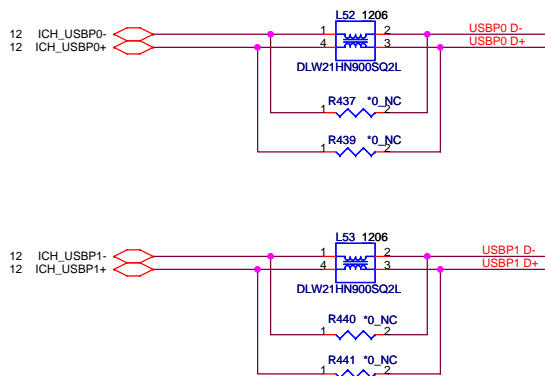 L52 1206
12 ICH_USBP0- 1 2 USBP0 D-
12 ICH_USBP0+ 4 3 USBP0 D+
DLW21HN900SQ2L
R437 *0_NC
1 2
R439 *0_NC
1 2
L53 1206
12 ICH_USBP1- 1 2 USBP1 D-
12 ICH_USBP1+ 4 3 USBP1 D+
DLW21HN900SQ2L
R440 *0_NC
1 2
R441 *0_NC
1 2